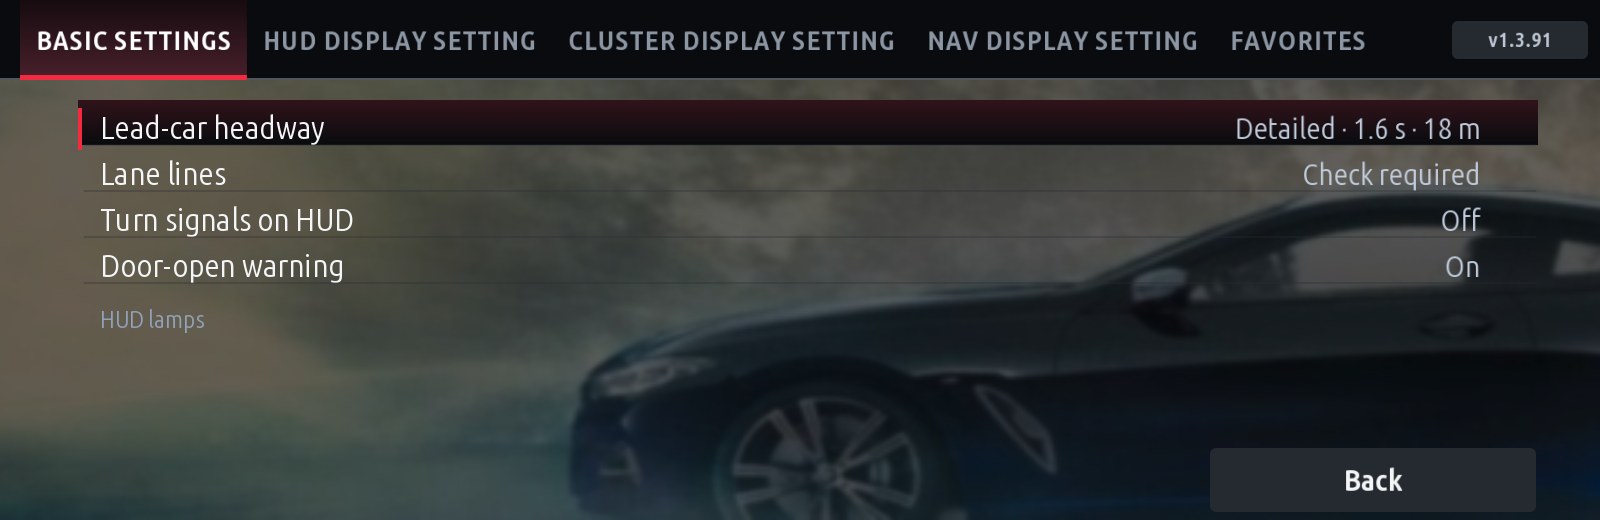 BASIC SETTINGS HUD DISPLAY SETTING CLUSTER DISPLAY SETTING NAV DISPLAY SETTING FAVORITES v1.3.91
Lead-car headway Detailed · 1.6 s · 18 m
Lane lines Check required
Turn signals on HUD Off
Door-open warning On
HUD lamps
Back